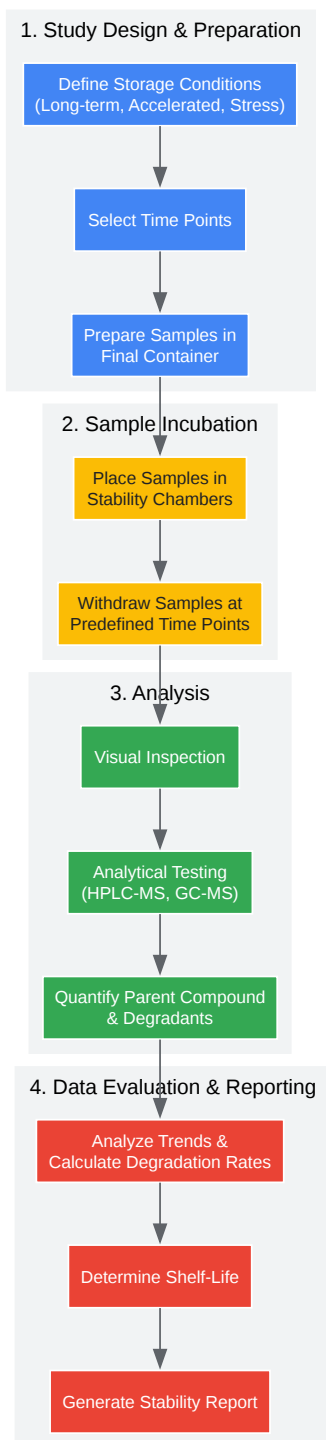 1. Study Design & Preparation
Define Storage Conditions
(Long-term, Accelerated, Stress)
Select Time Points
Prepare Samples in
Final Container
2. Sample Incubation
Place Samples in
Stability Chambers
Withdraw Samples at
Predefined Time Points
3. Analysis
Visual Inspection
Analytical Testing
(HPLC-MS, GC-MS)
Quantify Parent Compound
& Degradants
4. Data Evaluation & Reporting
Analyze Trends &
Calculate Degradation Rates
Determine Shelf-Life
Generate Stability Report